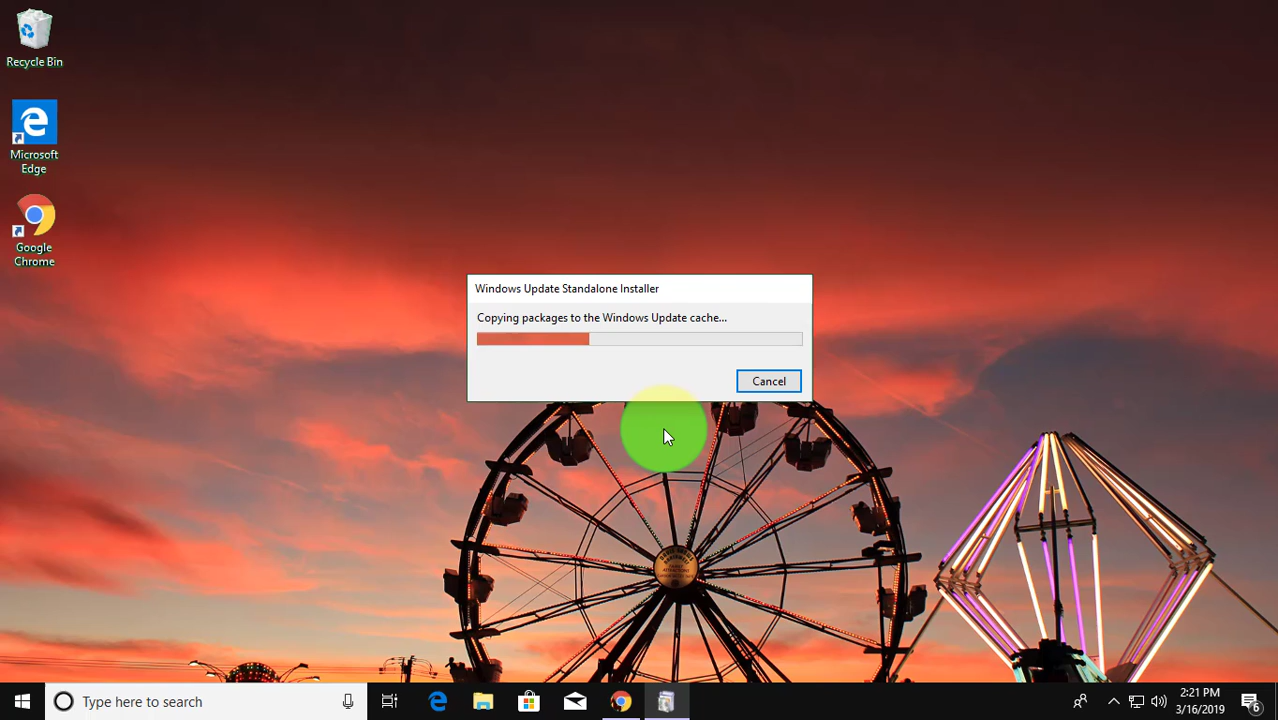 Recycle Bin
Microsoft
Edge
Google
Chrome
Windows Update Standalone Installer
Copying packages to the Windows Update cache...
Cancel
Type here to search
2:21 PM
3/16/2019
6